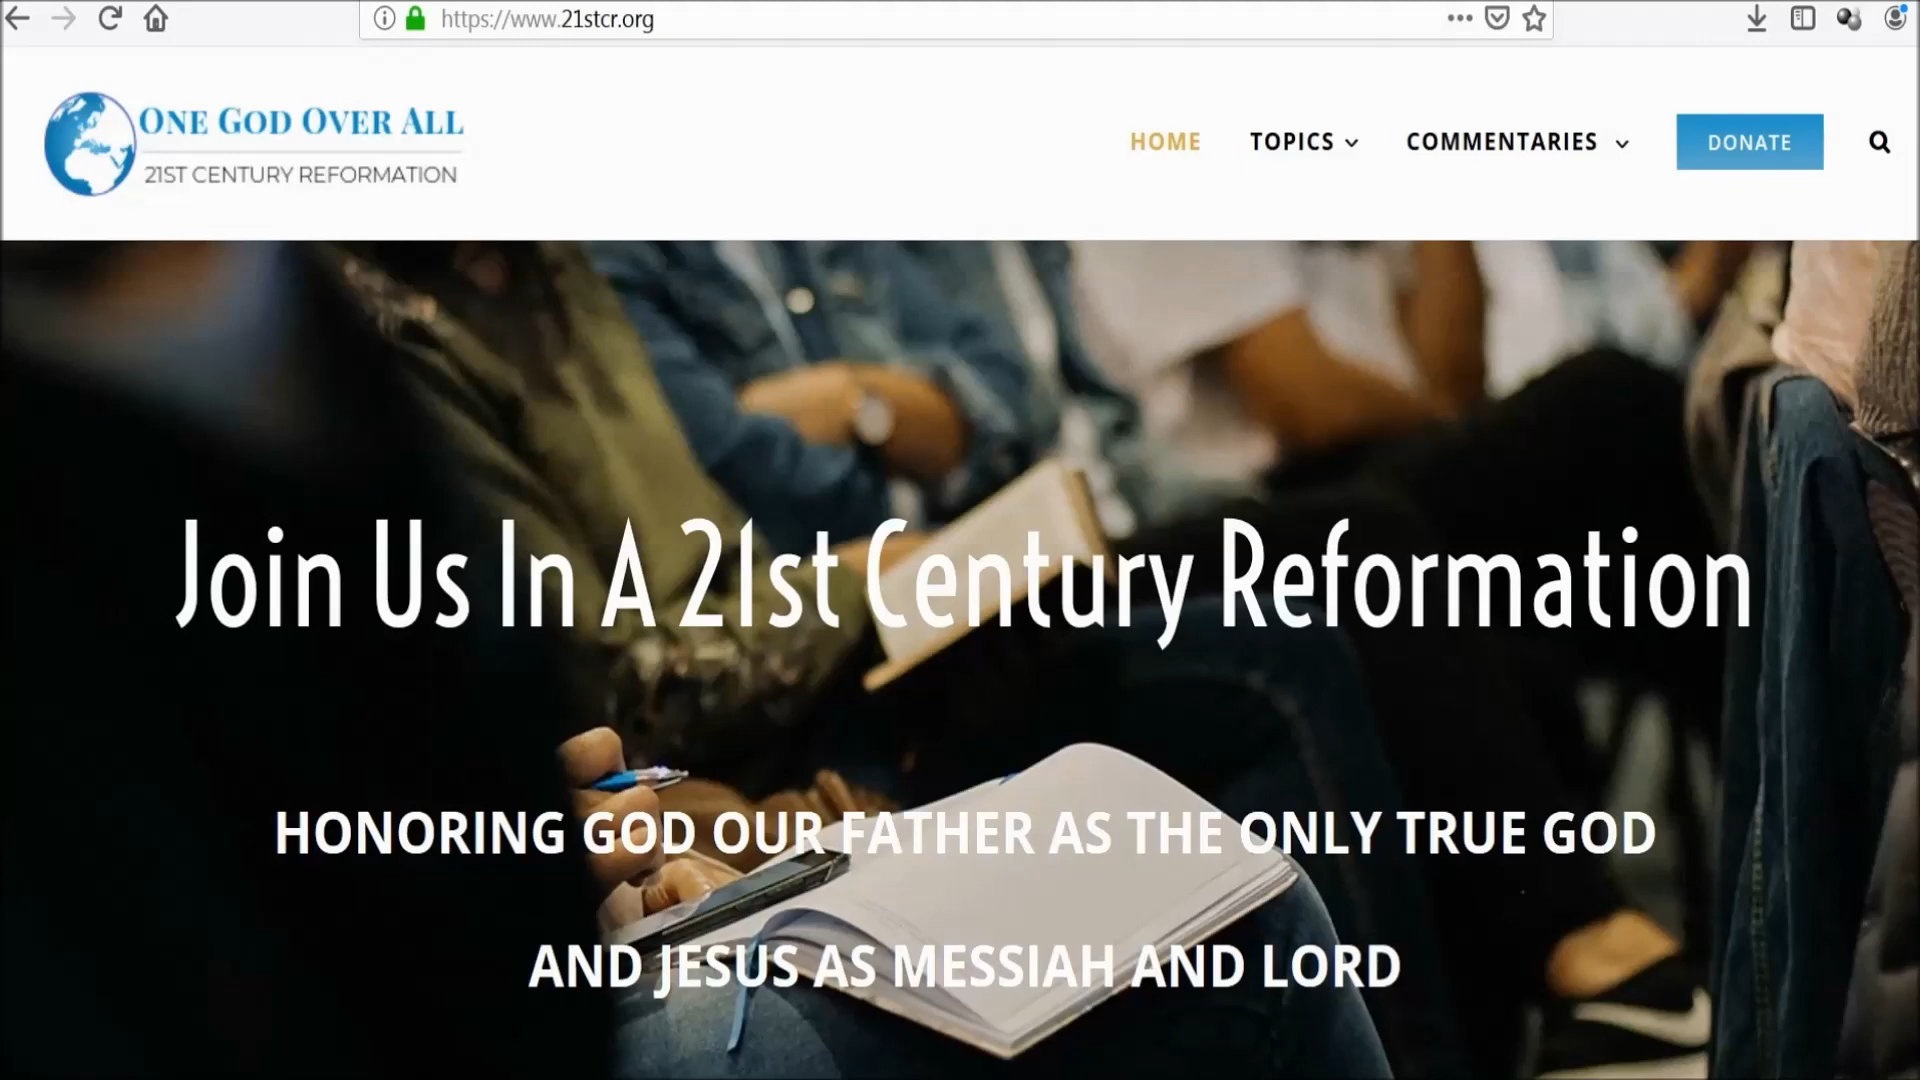 https://www.21stcr.org
ONE GOD OVER ALL
21ST CENTURY REFORMATION
HOME TOPICS COMMENTARIES DONATE
Join Us In A 21st Century Reformation
HONORING GOD OUR FATHER AS THE ONLY TRUE GOD
AND JESUS AS MESSIAH AND LORD